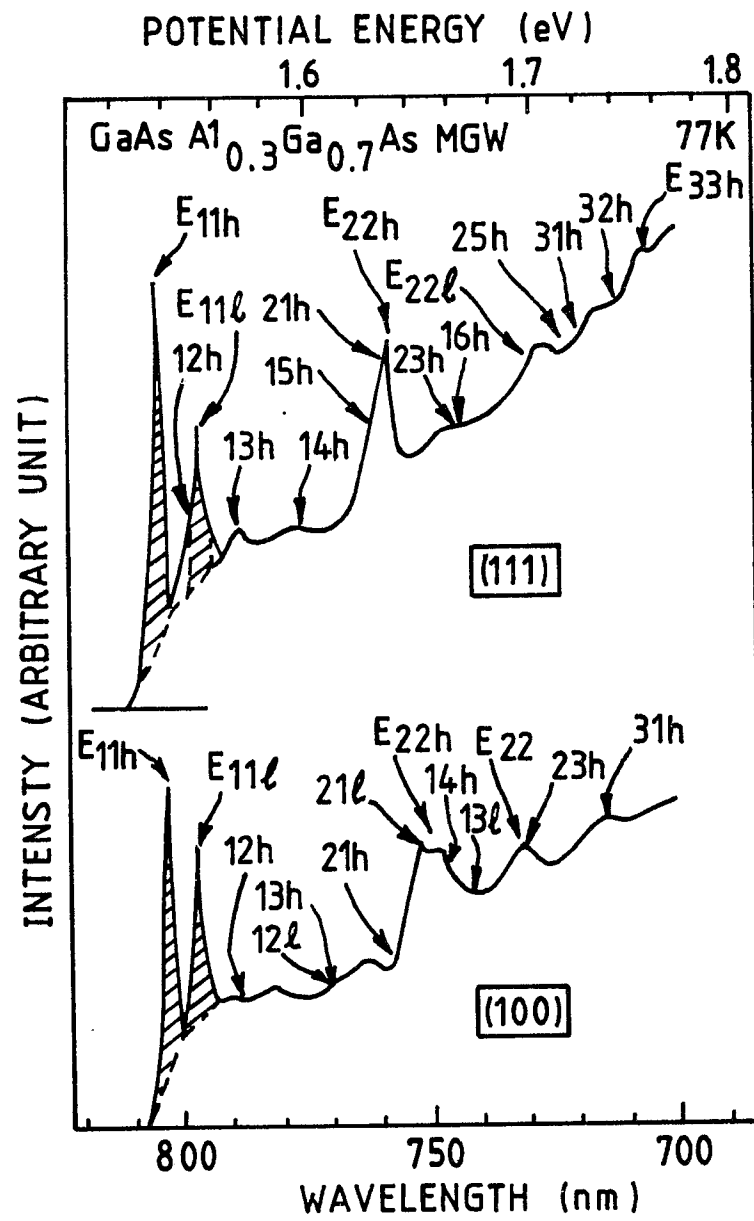 POTENTIAL ENERGY (eV)
1.6 1.7 1.8
GaAs Al0.3Ga0.7As MGW 77K
E33h
E11h
E22h
32h
25h
31h
E22ℓ
E11ℓ
21h
16h
12h
15h
23h
13h
14h
(111)
INTENSTY (ARBITRARY UNIT)
E11h
E11ℓ
E22h
E22
31h
21ℓ
14h
23h
13ℓ
12h
21h
13h
12ℓ
(100)
800 750 700
WAVELENGTH (nm)